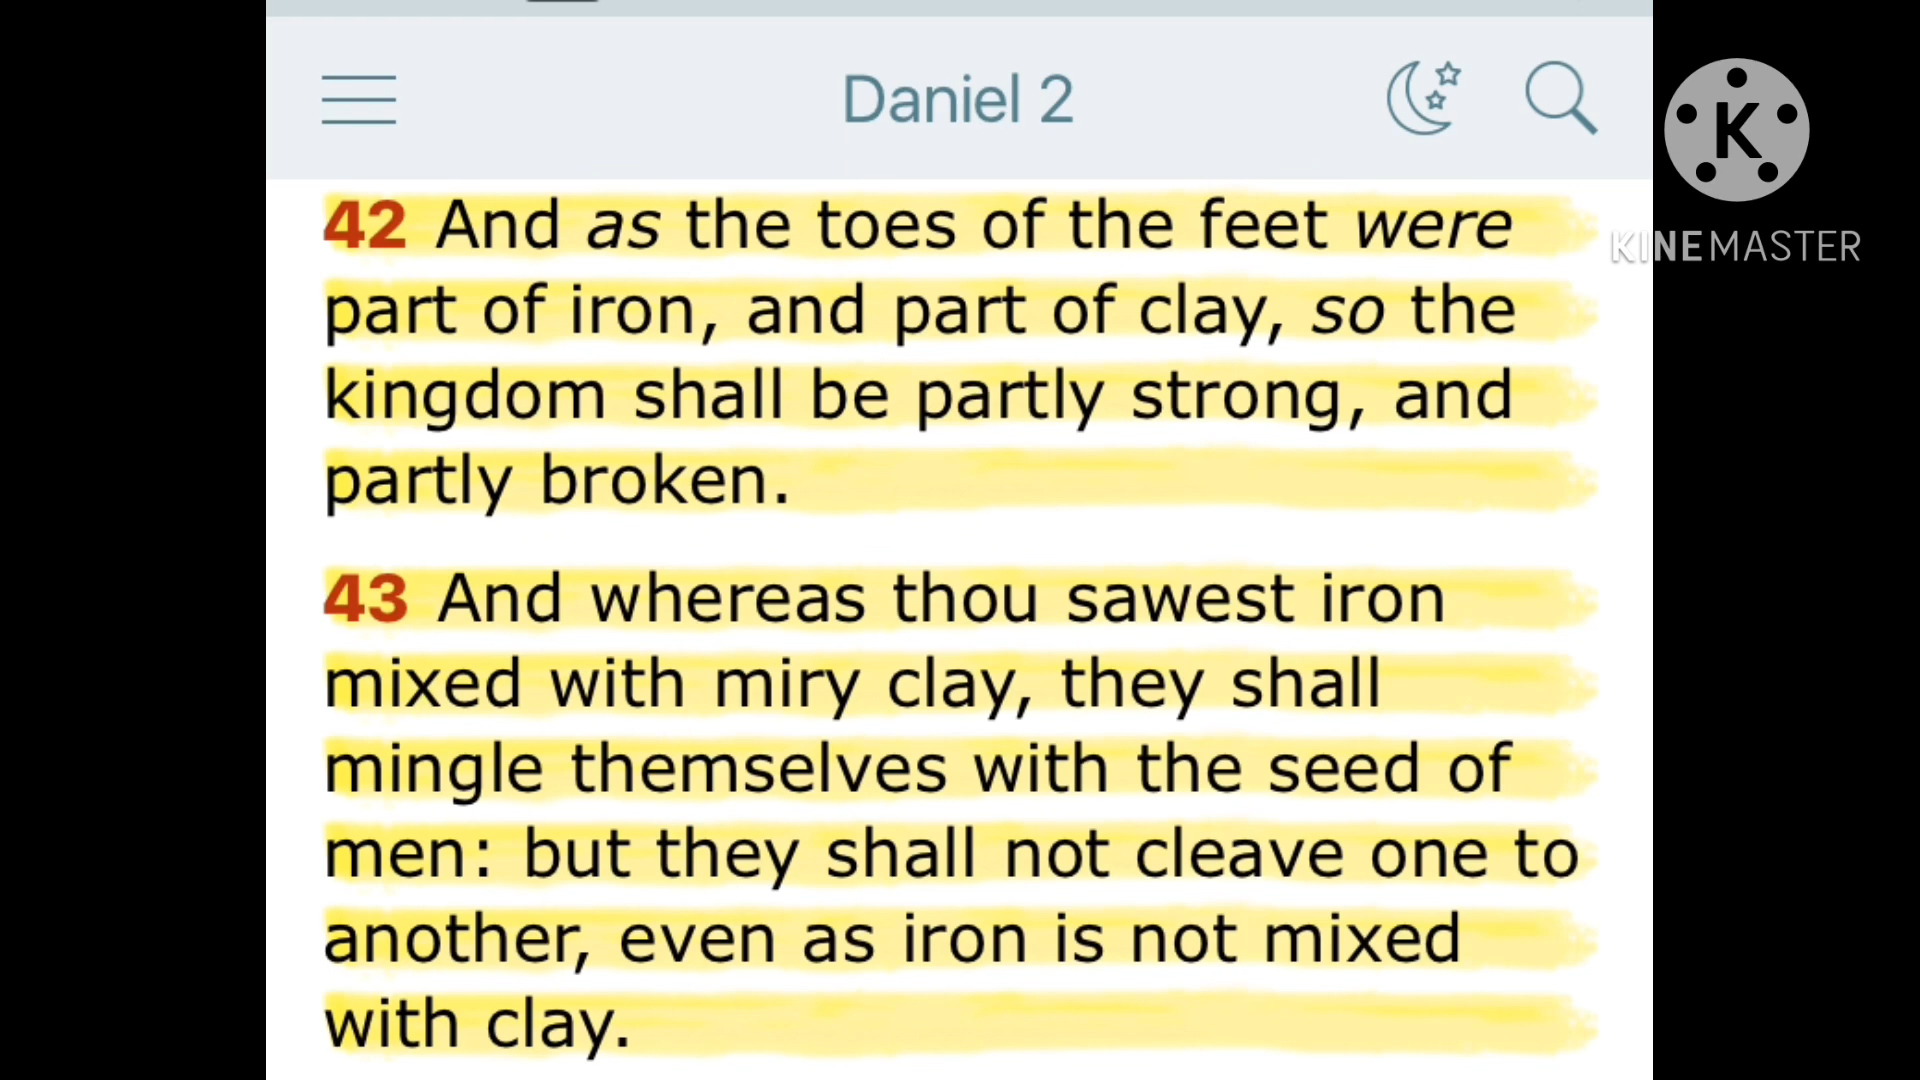 Daniel 2
K
KINEMASTER
42 And as the toes of the feet were
part of iron, and part of clay, so the
kingdom shall be partly strong, and
partly broken.
43 And whereas thou sawest iron
mixed with miry clay, they shall
mingle themselves with the seed of
men: but they shall not cleave one to
another, even as iron is not mixed
with clay.